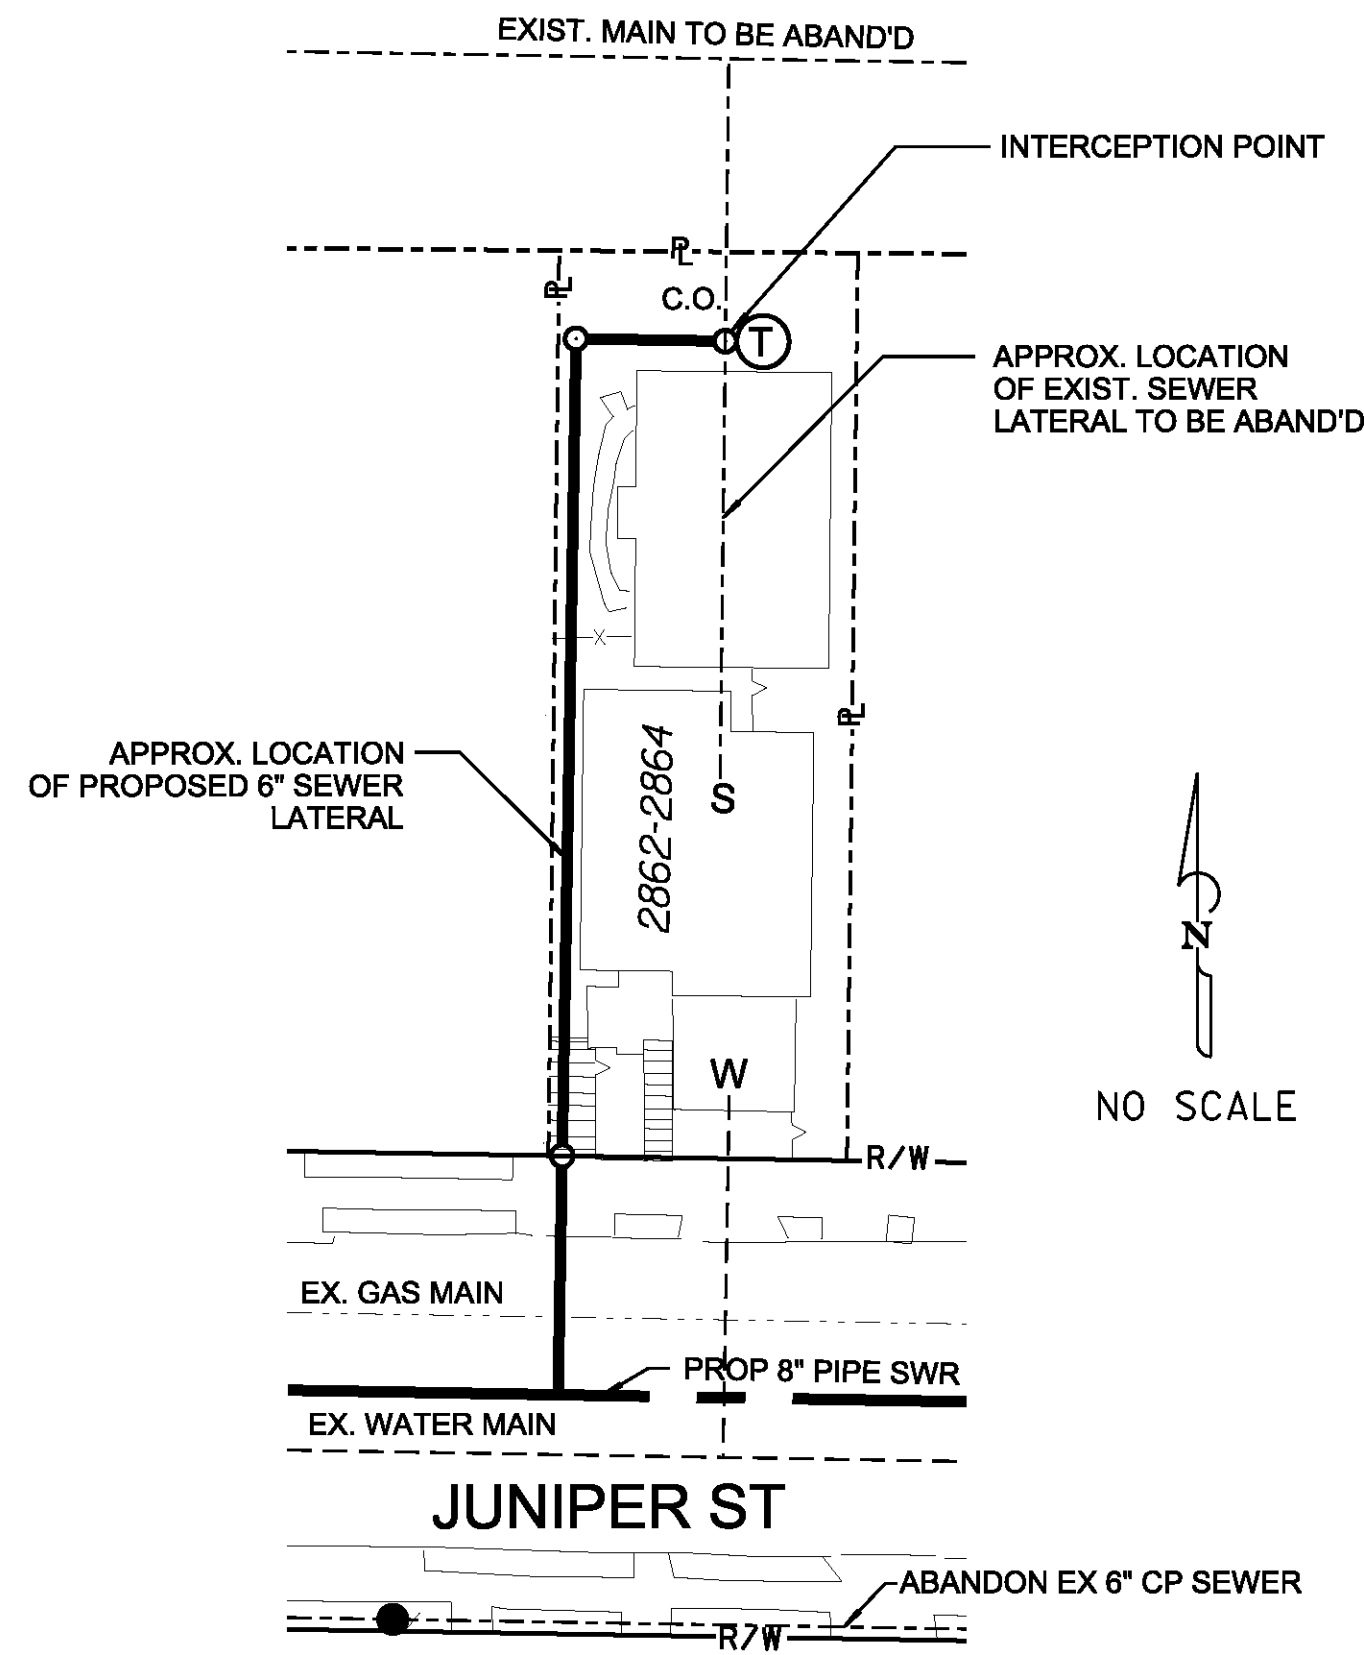 EXIST. MAIN TO BE ABAND'D
INTERCEPTION POINT
PL
PL
C.O.
T
APPROX. LOCATION
OF EXIST. SEWER
LATERAL TO BE ABAND'D
X
PL
APPROX. LOCATION
OF PROPOSED 6" SEWER
LATERAL
2862-2864
S
N
NO SCALE
W
R/W
EX. GAS MAIN
PROP 8" PIPE SWR
EX. WATER MAIN
JUNIPER ST
ABANDON EX 6" CP SEWER
R/W